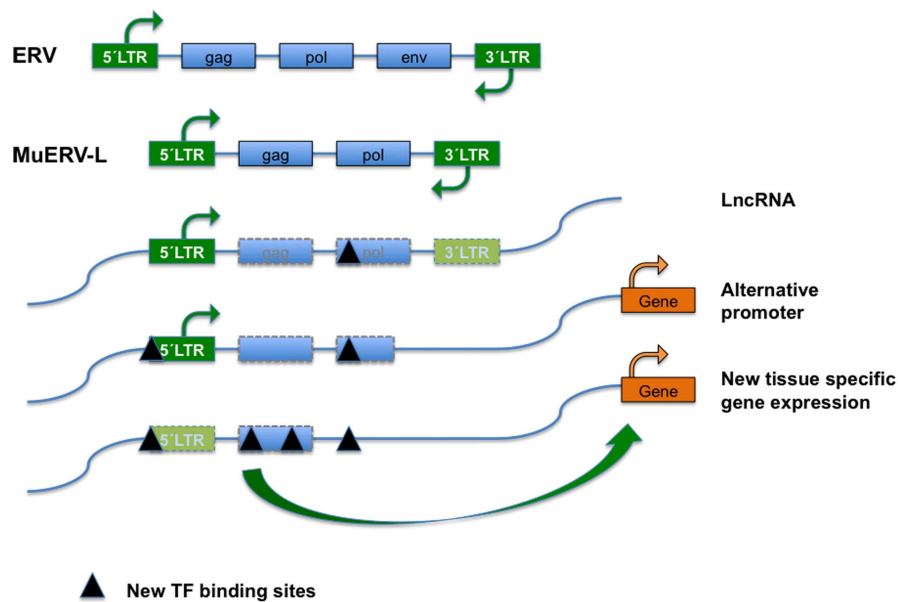 ERV
5´LTR gag pol env 3´LTR
MuERV-L
5´LTR gag pol 3´LTR
LncRNA
5´LTR gag pol 3´LTR
Alternative
promoter
Gene
5´LTR
New tissue specific
gene expression
Gene
5´LTR
New TF binding sites